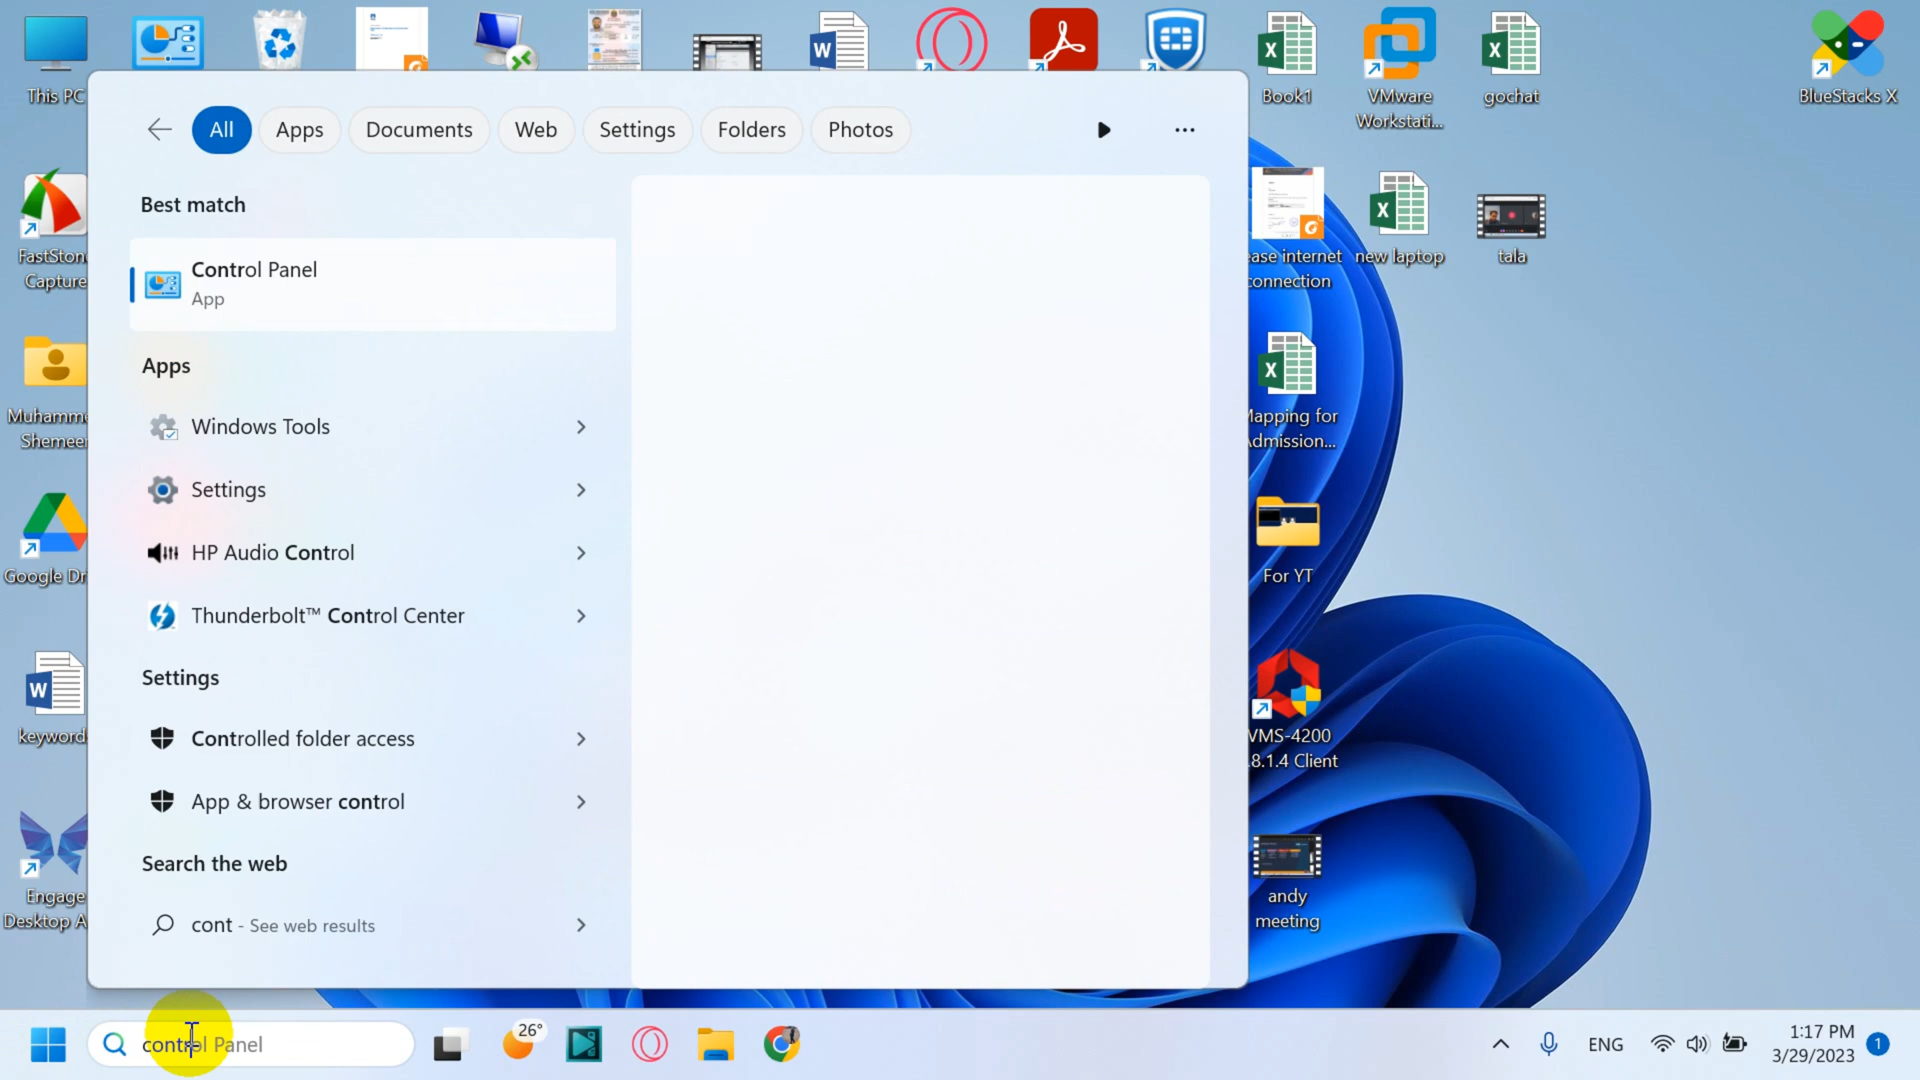 This PC
Book1
VMware
Workstati...
gochat
BlueStacks X
All
Apps
Documents
Web
Settings
Folders
Photos
Best match
Control Panel
App
Apps
Windows Tools
Settings
HP Audio Control
Thunderbolt™ Control Center
Settings
Controlled folder access
App & browser control
Search the web
cont - See web results
FastSton
Capture
Muhamm
Shemee
Google Dr
keyword
Engage
Desktop A
ease internet
connection
new laptop
tala
Mapping for
Admission...
For YT
VMS-4200
.8.1.4 Client
andy
meeting
control Panel
26°
ENG
1:17 PM
3/29/2023
1